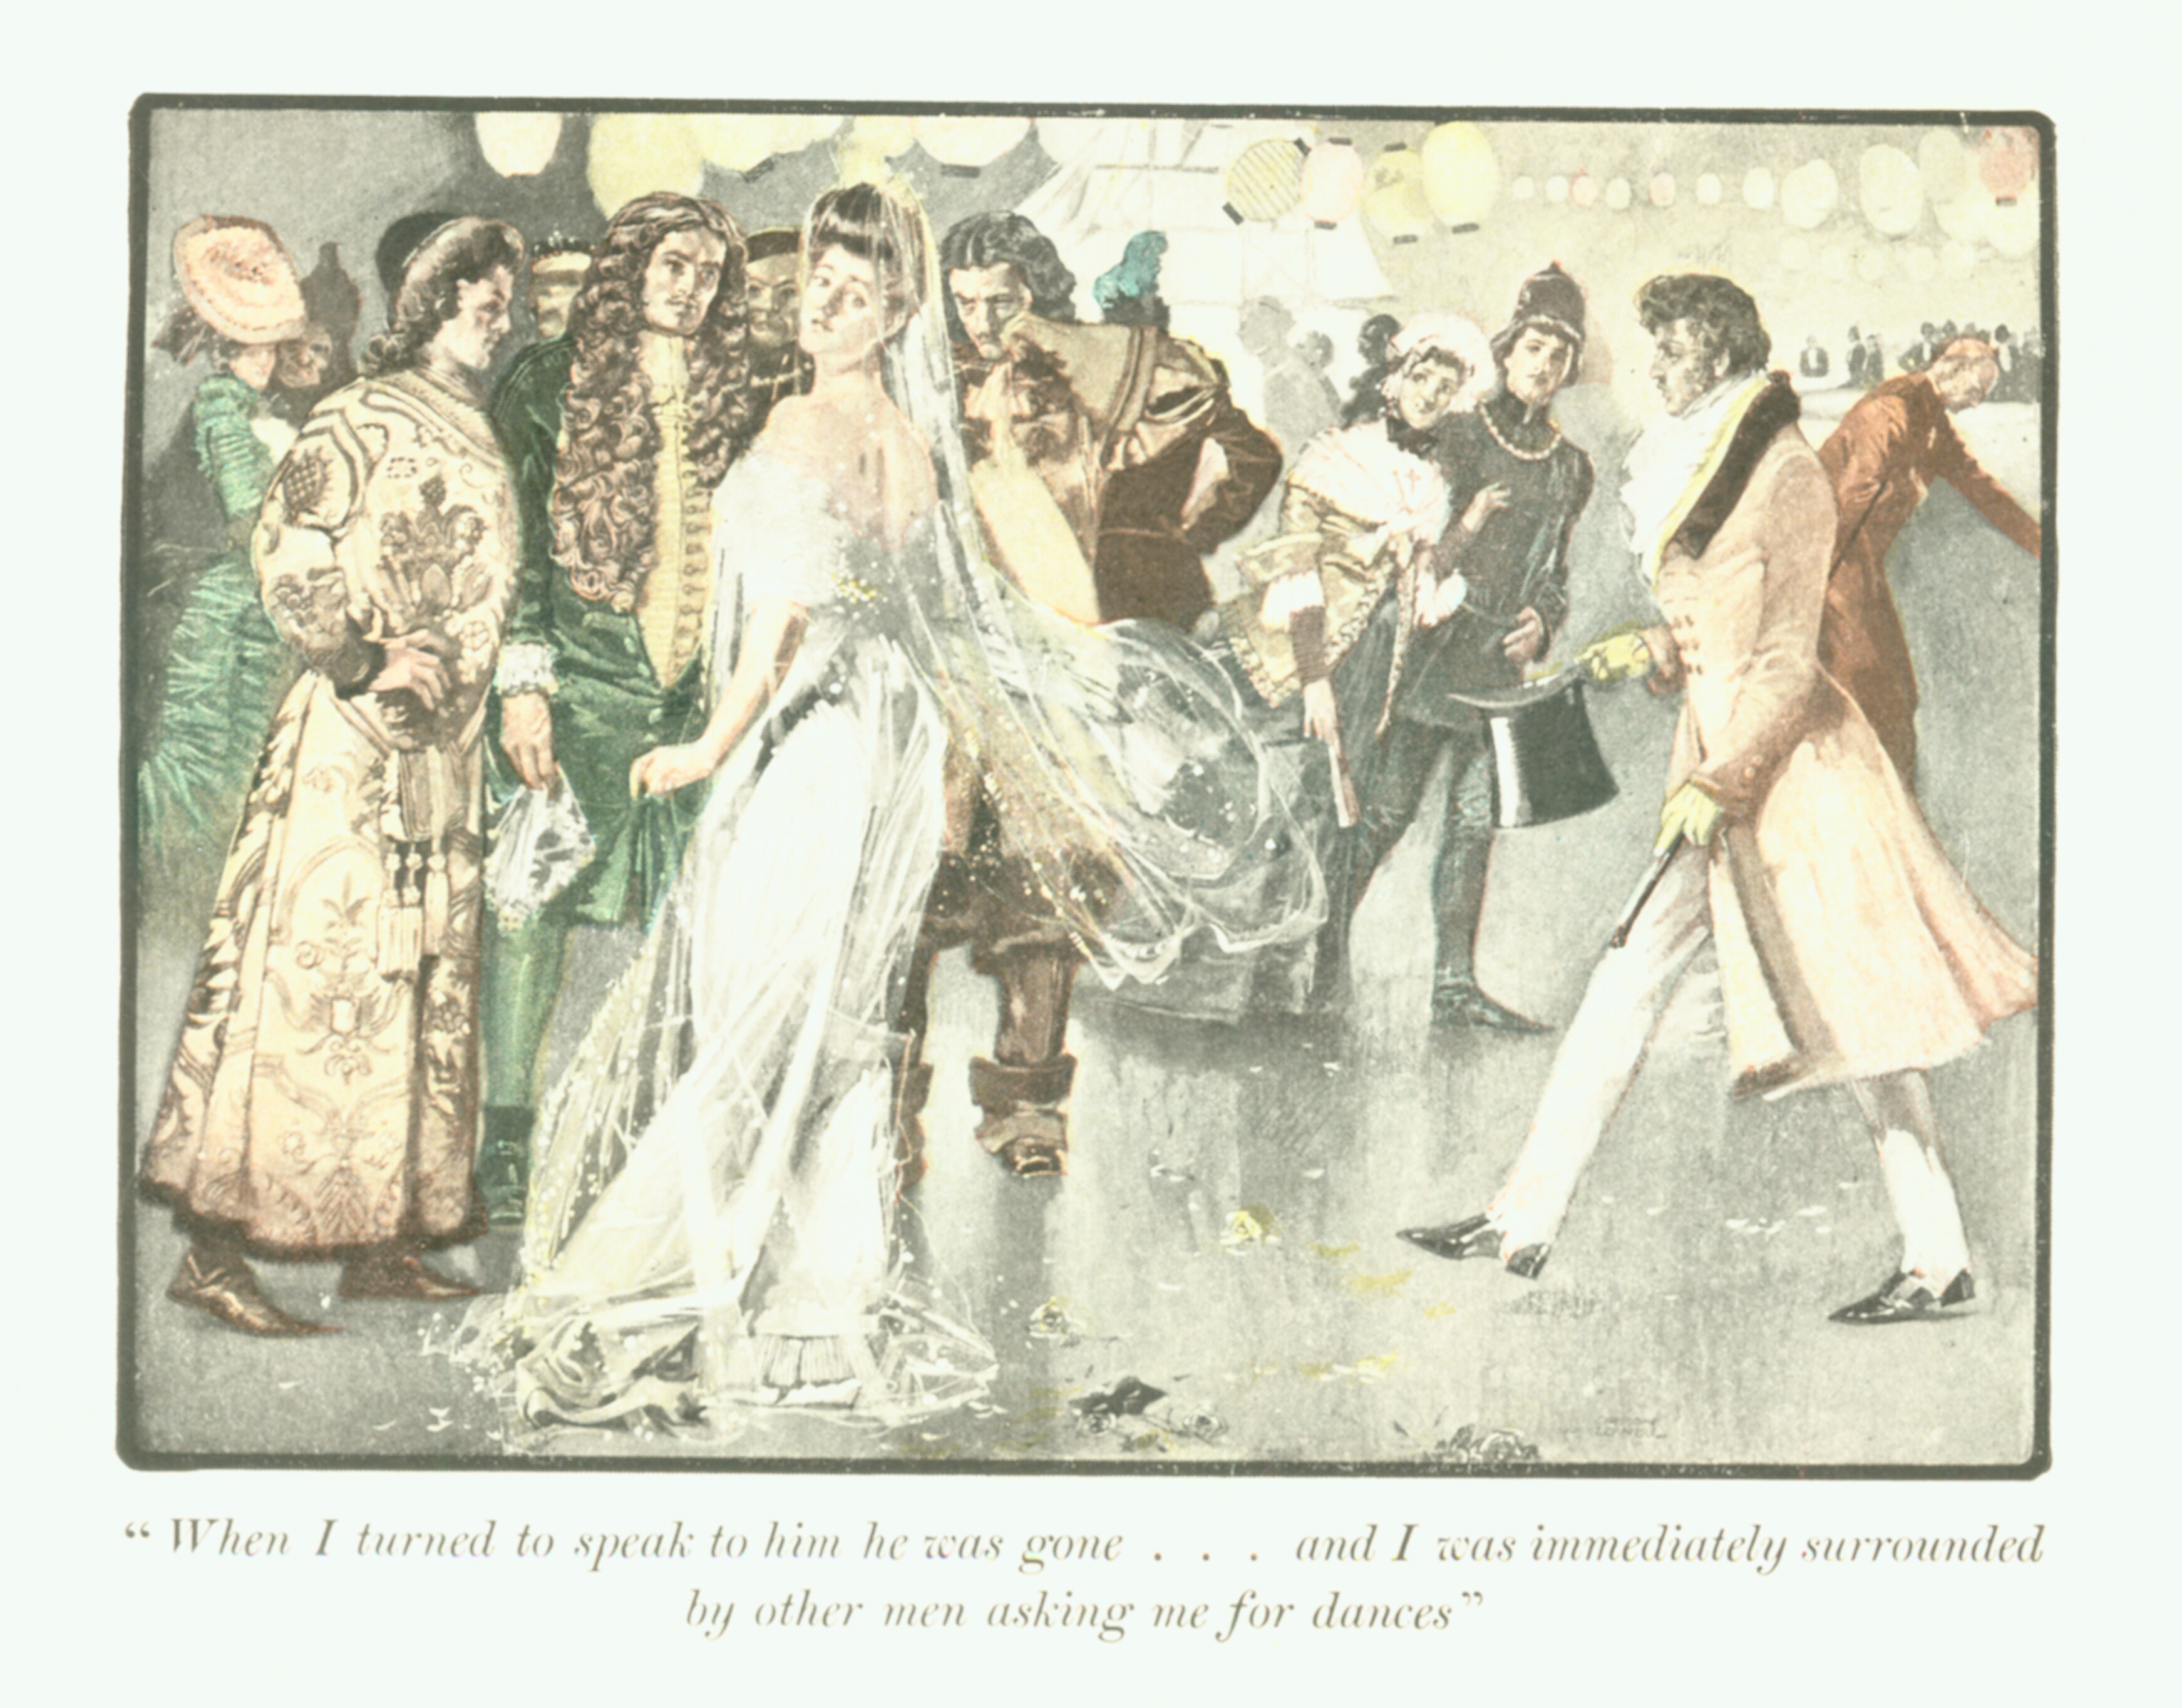 “When I turned to speak to him he was gone . . . and I was immediately surrounded
by other men asking me for dances”